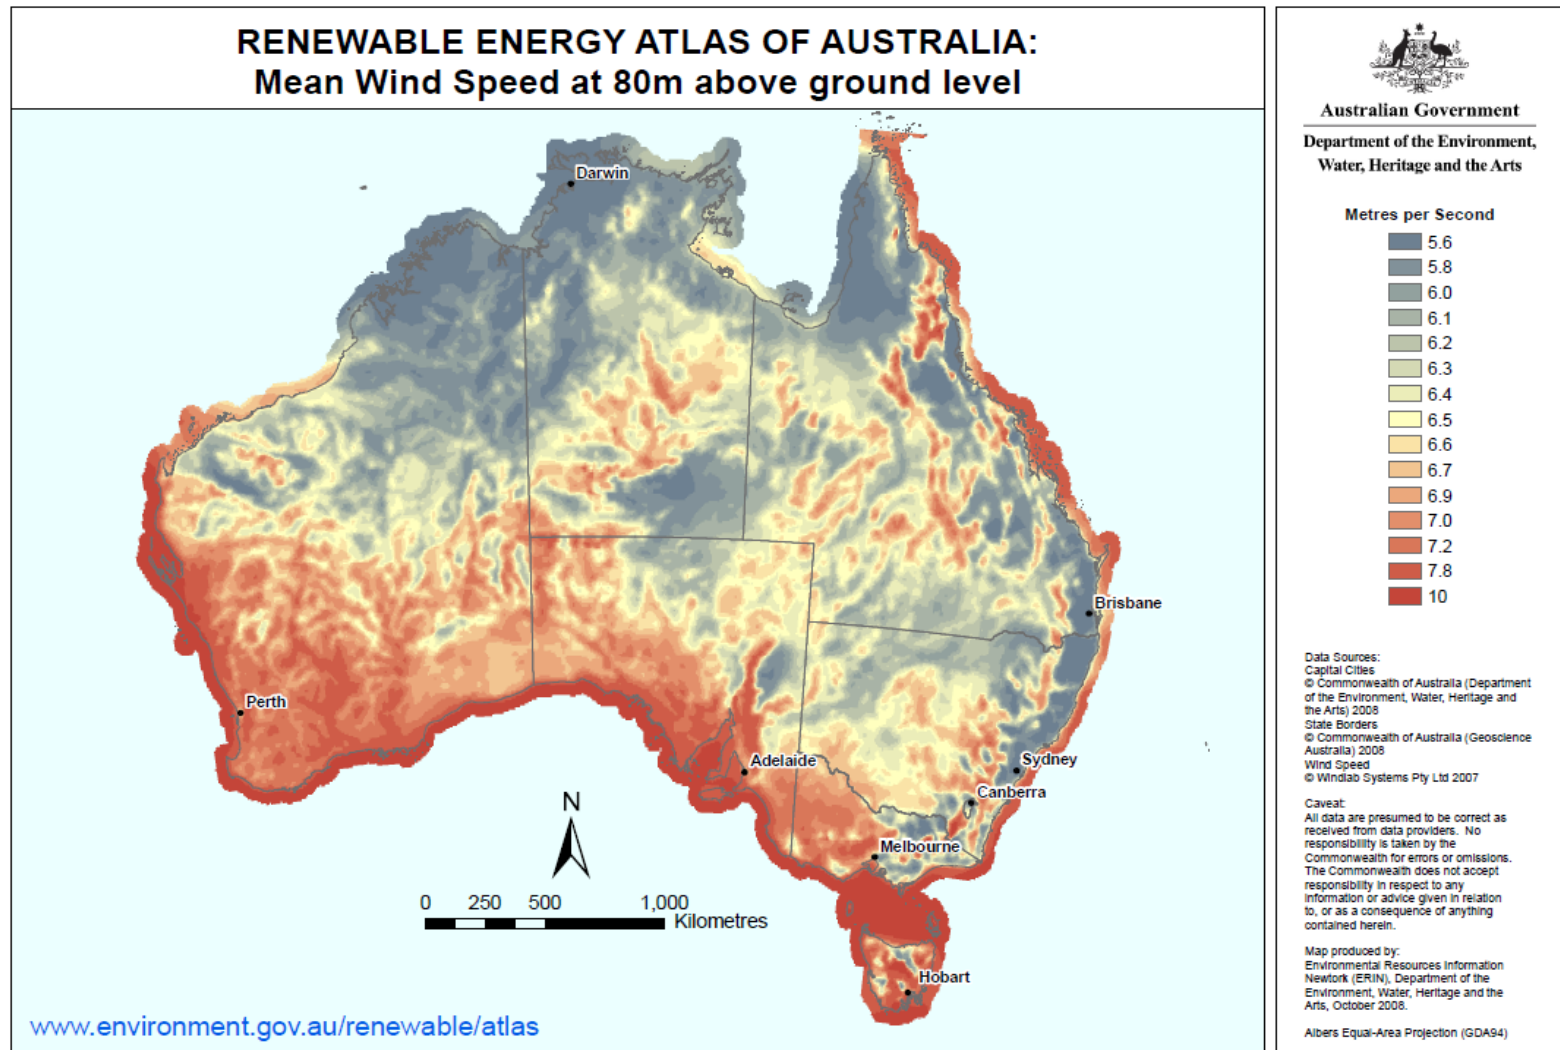 RENEWABLE ENERGY ATLAS OF AUSTRALIA:
Mean Wind Speed at 80m above ground level
Darwin
Brisbane
Perth
Adelaide
Sydney
Canberra
Melbourne
Hobart
N
0 250 500 1,000
Kilometres
www.environment.gov.au/renewable/atlas
Australian Government
Department of the Environment,
Water, Heritage and the Arts
Metres per Second
5.6
5.8
6.0
6.1
6.2
6.3
6.4
6.5
6.6
6.7
6.9
7.0
7.2
7.8
10
Data Sources:
Capital Cities
© Commonwealth of Australia (Department
of the Environment, Water, Heritage and
the Arts) 2008
State Borders
© Commonwealth of Australia (Geoscience
Australia) 2008
Wind Speed
© Windlab Systems Pty Ltd 2007
Caveat:
All data are presumed to be correct as
received from data providers. No
responsibility is taken by the
Commonwealth for errors or omissions.
The Commonwealth does not accept
responsibility in respect to any
information or advice given in relation
to, or as a consequence of anything
contained herein.
Map produced by:
Environmental Resources Information
Newtork (ERIN), Department of the
Environment, Water, Heritage and the
Arts, October 2008.
Albers Equal-Area Projection (GDA94)